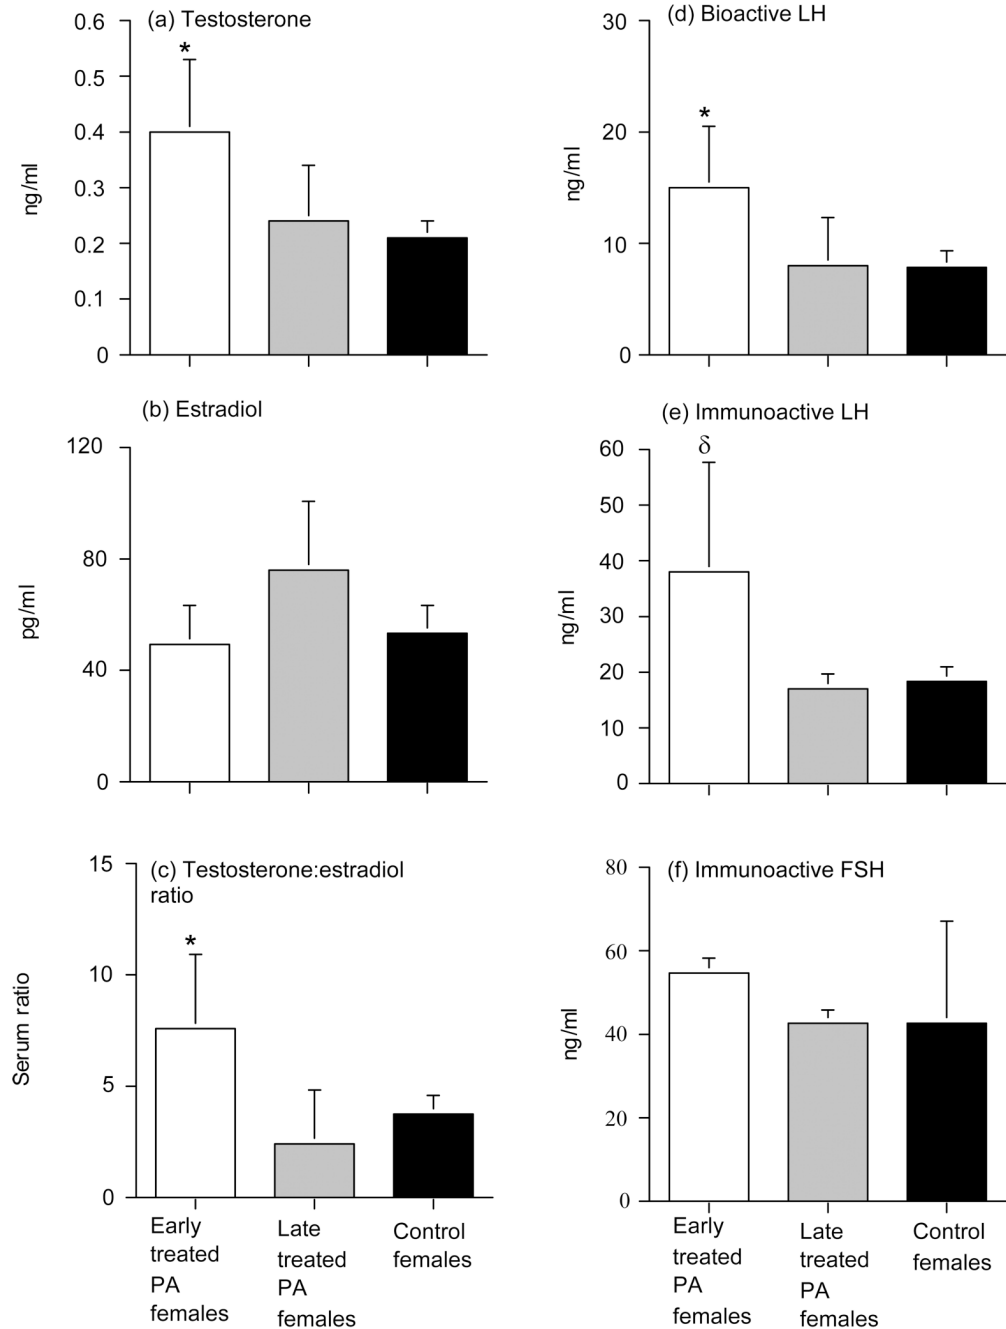 (a) Testosterone
0.6
0.5
0.4
0.3
0.2
0.1
0
ng/ml
*
(b) Estradiol
120
80
40
0
pg/ml
(c) Testosterone:estradiol
ratio
15
10
5
0
Serum ratio
*
Early
treated
PA
females
Late
treated
PA
females
Control
females
(d) Bioactive LH
30
20
10
0
ng/ml
*
(e) Immunoactive LH
60
50
40
30
20
10
0
ng/ml
δ
(f) Immunoactive FSH
80
60
40
20
0
ng/ml
Early
treated
PA
females
Late
treated
PA
females
Control
females